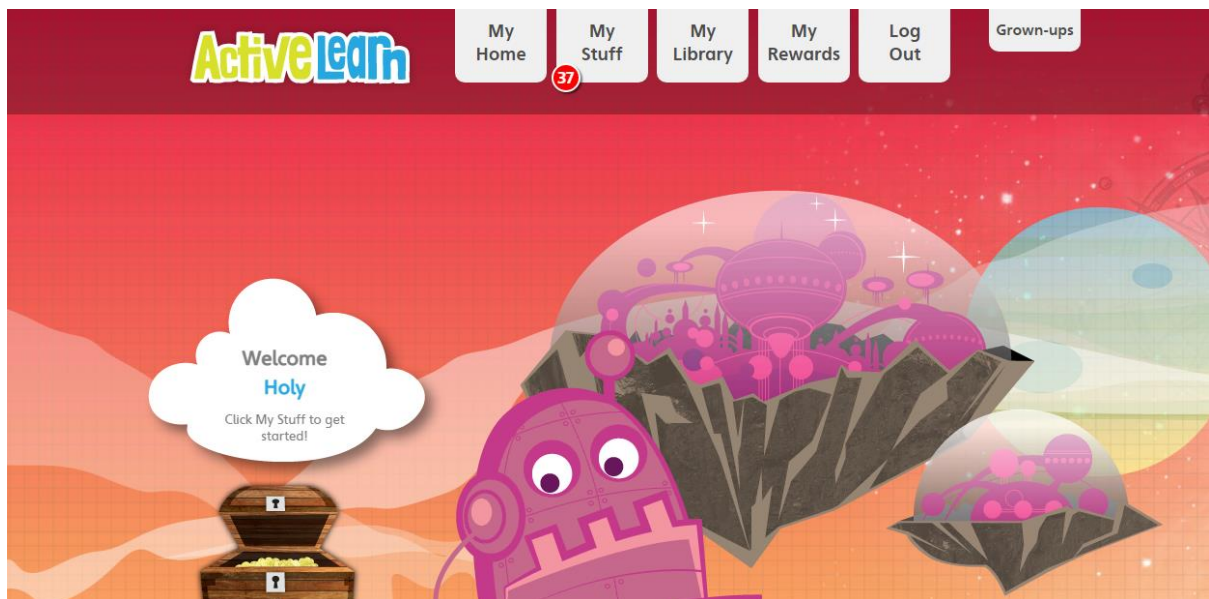 ActiveLearn
My Home
My Stuff
37
My Library
My Rewards
Log Out
Grown-ups
Welcome
Holy
Click My Stuff to get
started!